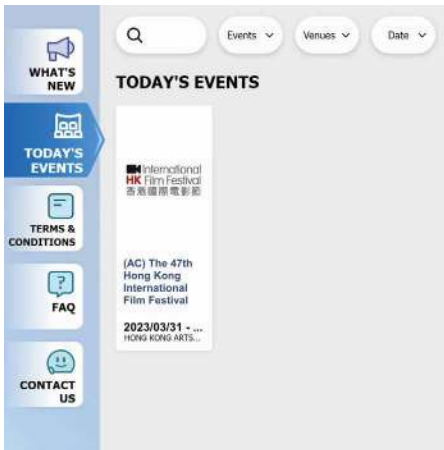 WHAT'S
NEW
TODAY'S
EVENTS
TERMS &
CONDITIONS
FAQ
CONTACT
US
Events
Venues
Date
TODAY'S EVENTS
International
HK Film Festival
香港國際電影節
(AC) The 47th
Hong Kong
International
Film Festival
2023/03/31 - ...
HONG KONG ARTS...